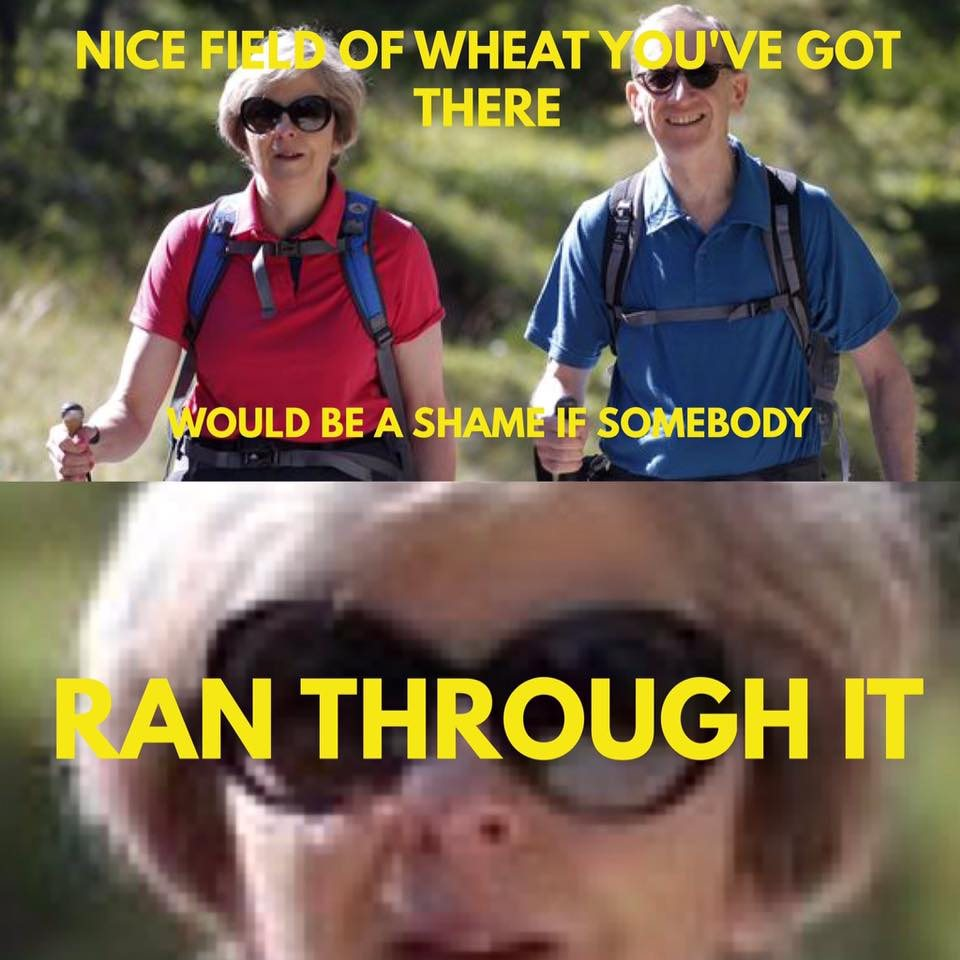 NICE FIELD OF WHEAT YOU'VE GOT
THERE
WOULD BE A SHAME IF SOMEBODY
RAN THROUGH IT